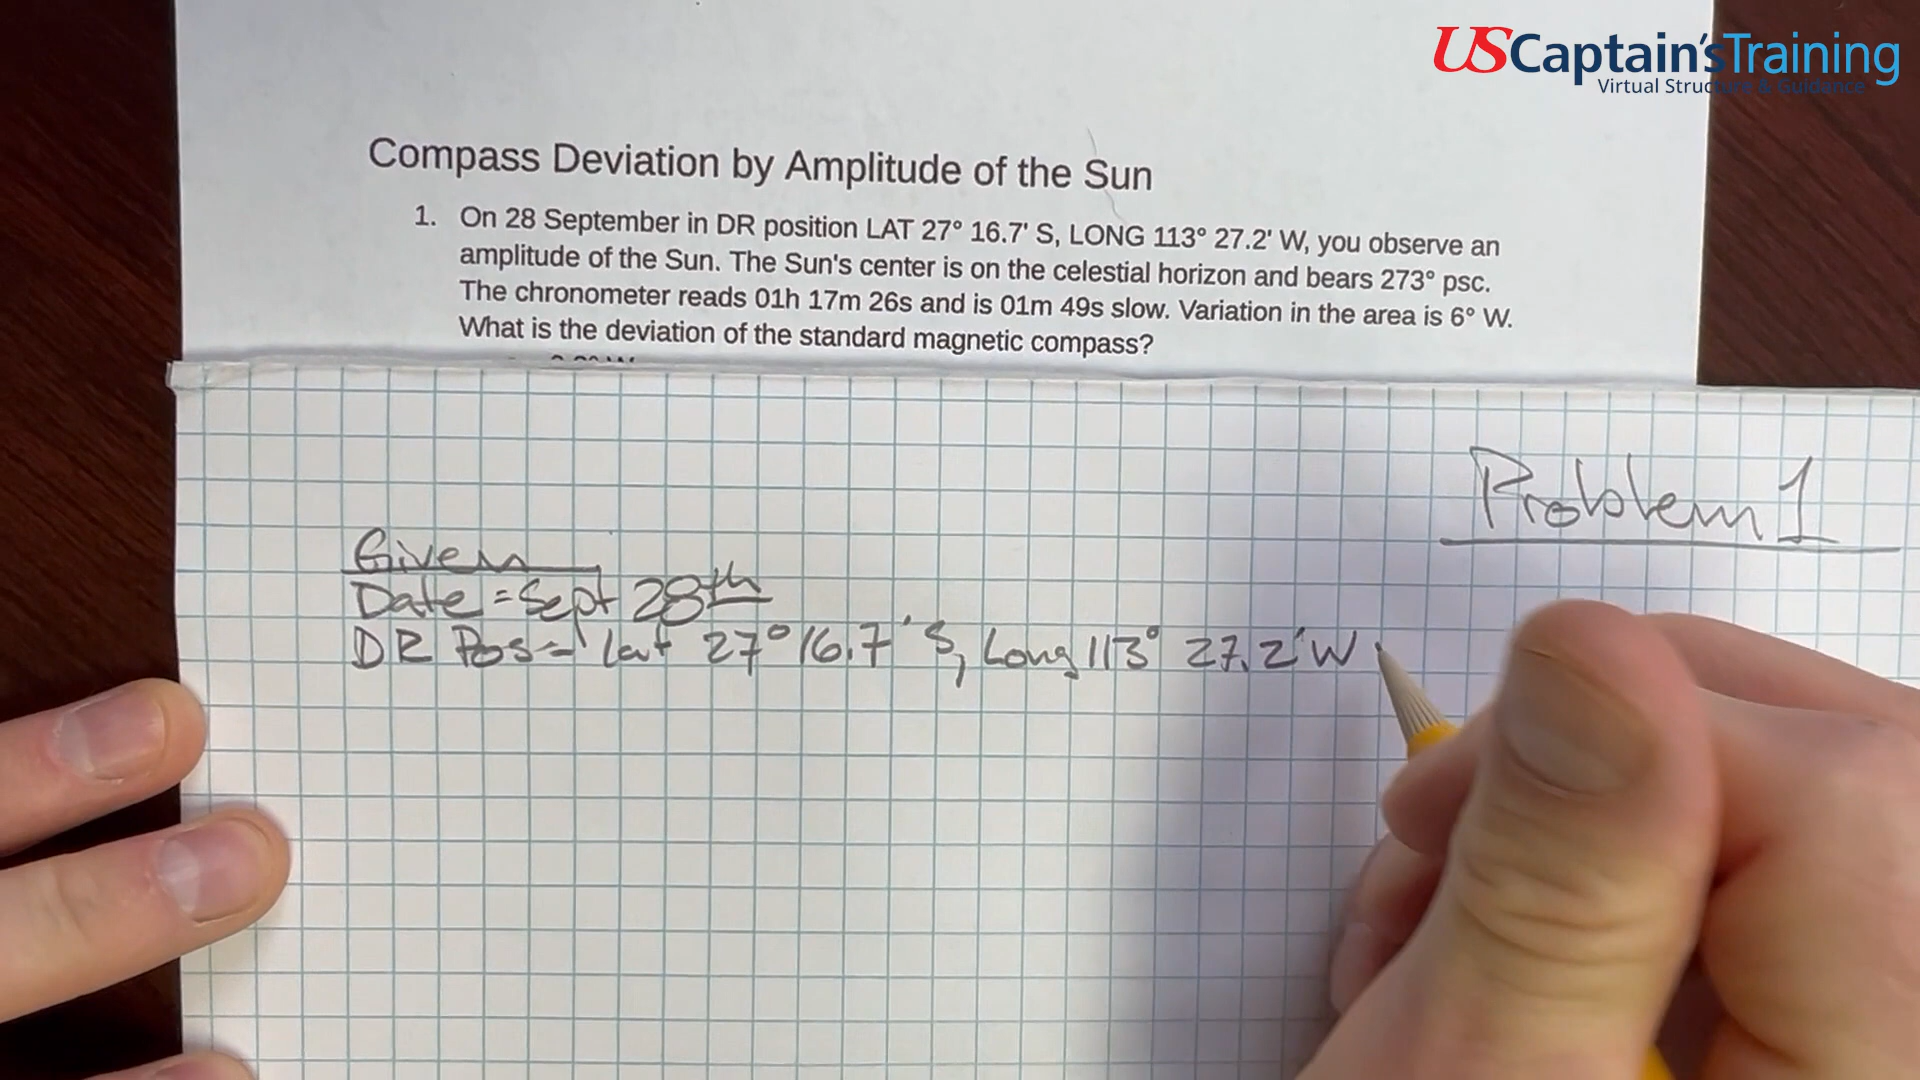 USCaptain'sTraining
Virtual Structure & Guidance
Compass Deviation by Amplitude of the Sun
1. On 28 September in DR position LAT 27° 16.7' S, LONG 113° 27.2' W, you observe an
amplitude of the Sun. The Sun's center is on the celestial horizon and bears 273° psc.
The chronometer reads 01h 17m 26s and is 01m 49s slow. Variation in the area is 6° W.
What is the deviation of the standard magnetic compass?
Problem 1
Given
Date = Sept 28th
DR Pos = Lat 27° 16.7' S, Long 113° 27.2' W